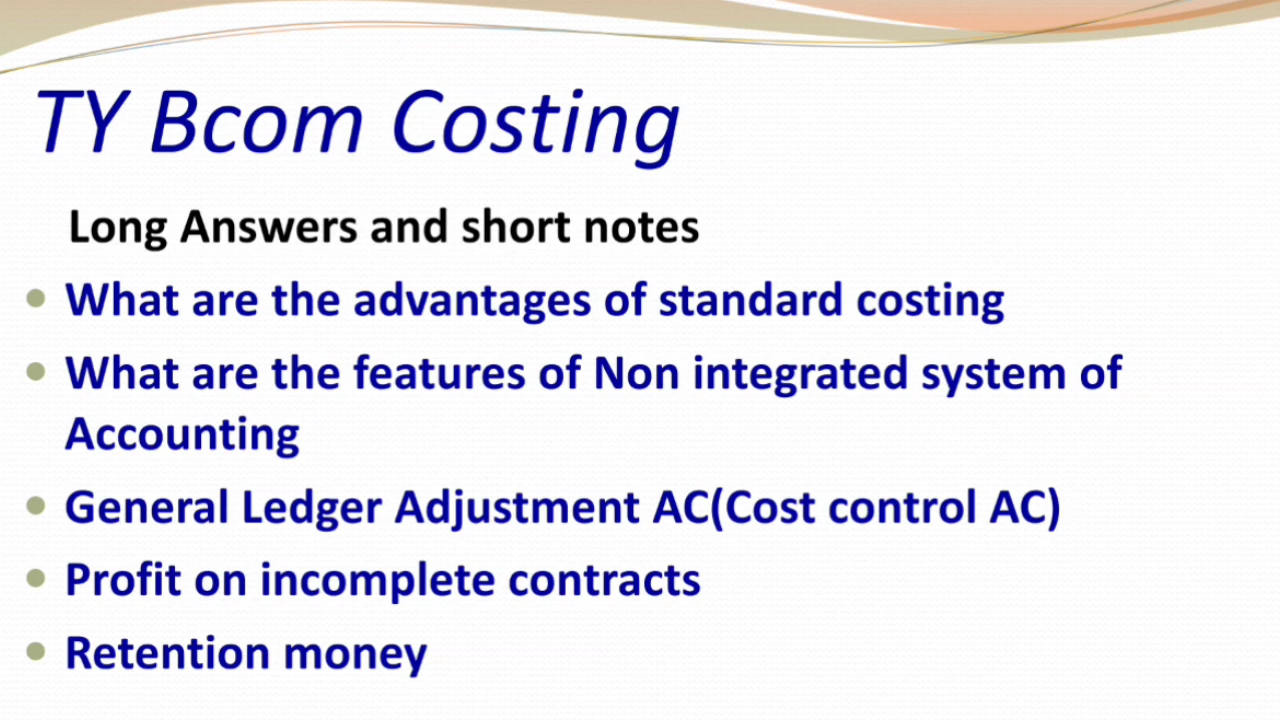 TY Bcom Costing
Long Answers and short notes
What are the advantages of standard costing
What are the features of Non integrated system of
Accounting
General Ledger Adjustment AC(Cost control AC)
Profit on incomplete contracts
Retention money